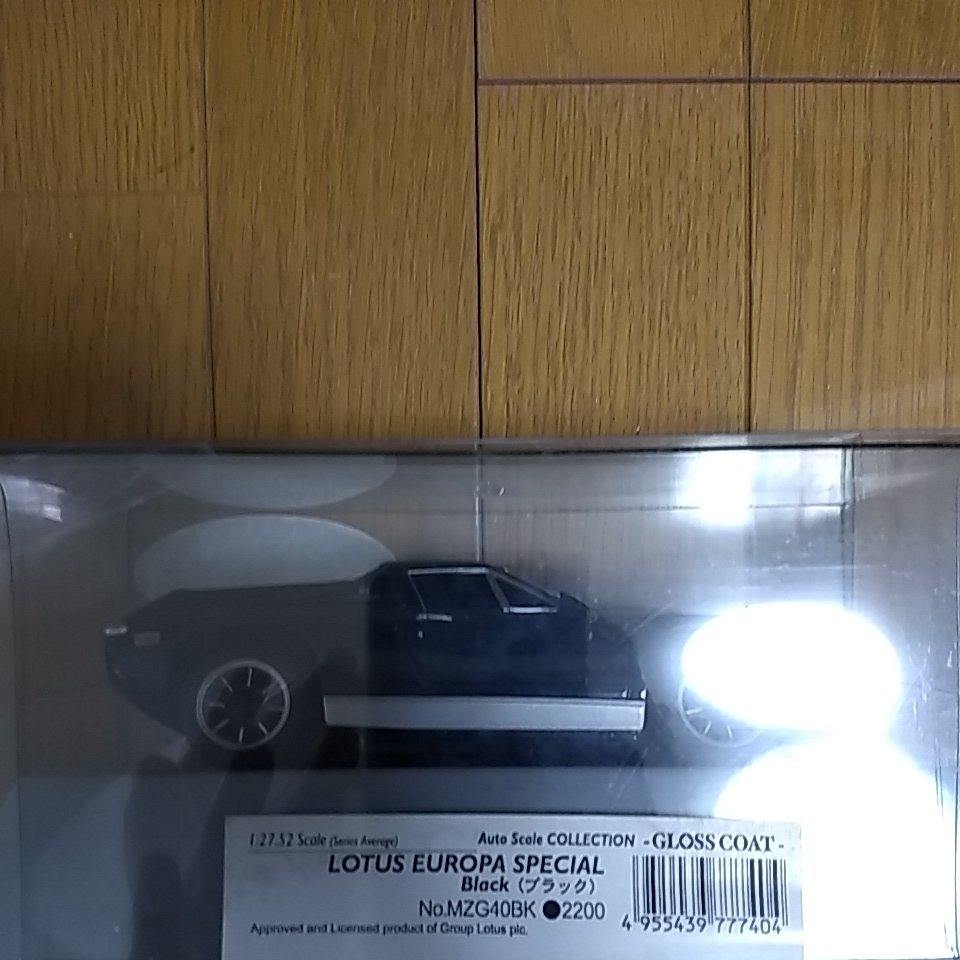 1:27.52 Scale (Series Average) Auto Scale COLLECTION -GLOSS COAT-
LOTUS EUROPA SPECIAL
Black (ブラック)
No.MZG40BK ●2200
Approved and Licensed product of Group Lotus plc.
4 955439 777404